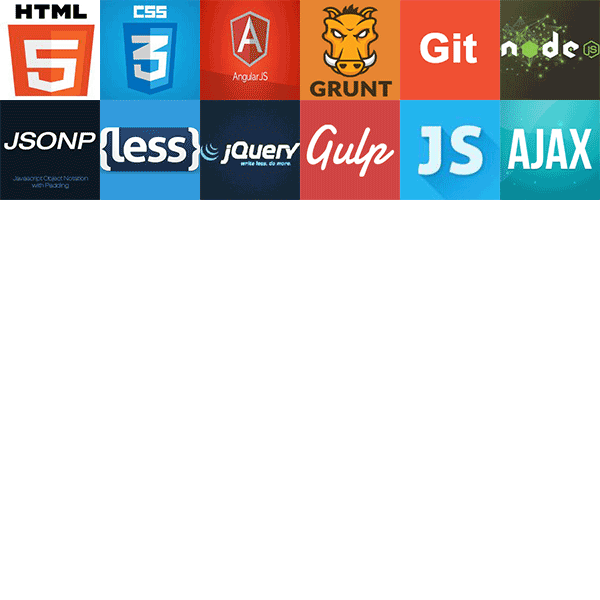 HTML
5
CSS
3
A
AngularJS
GRUNT
Git
node
JS
JSONP
Javascript Object Notation
with Padding
{less}
jQuery
write less, do more.
Gulp
JS
AJAX